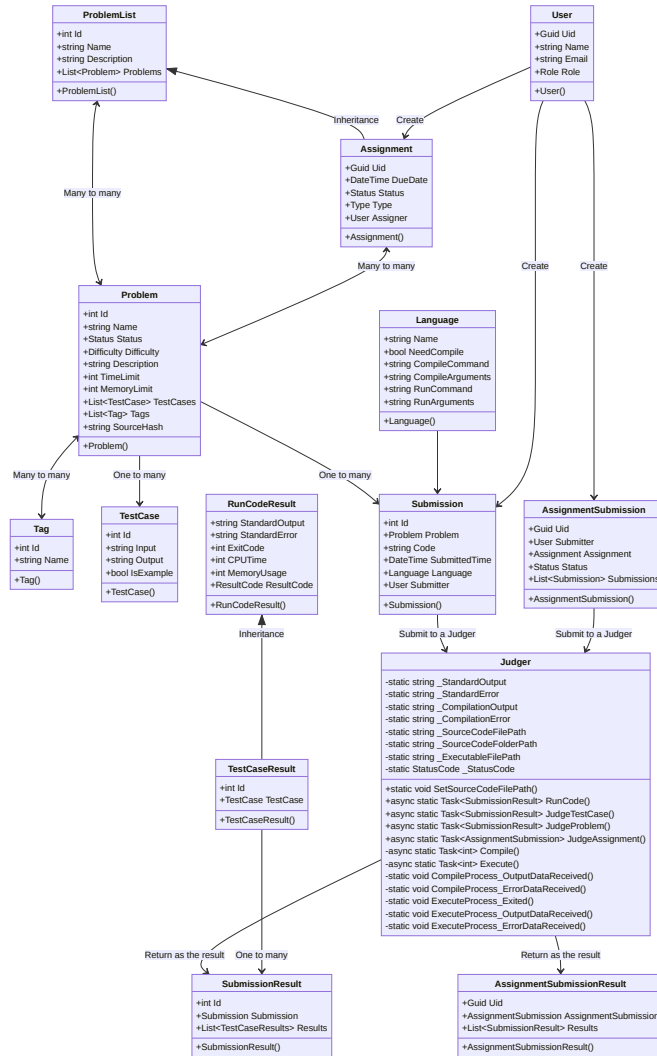 ProblemList
+int Id
+string Name
+string Description
+List<Problem> Problems
+ProblemList()
User
+Guid Uid
+string Name
+string Email
+Role Role
+User()
Inheritance
Create
Assignment
+Guid Uid
+DateTime DueDate
+Status Status
+Type Type
+User Assigner
+Assignment()
Many to many
Many to many
Create
Create
Problem
+int Id
+string Name
+Status Status
+Difficulty Difficulty
+string Description
+int TimeLimit
+int MemoryLimit
+List<TestCase> TestCases
+List<Tag> Tags
+string SourceHash
+Problem()
Language
+string Name
+bool NeedCompile
+string CompileCommand
+string CompileArguments
+string RunCommand
+string RunArguments
+Language()
Many to many
One to many
One to many
Tag
+int Id
+string Name
+Tag()
TestCase
+int Id
+string Input
+string Output
+bool IsExample
+TestCase()
RunCodeResult
+string StandardOutput
+string StandardError
+int ExitCode
+int CPUTime
+int MemoryUsage
+ResultCode ResultCode
+RunCodeResult()
Submission
+int Id
+Problem Problem
+string Code
+DateTime SubmittedTime
+Language Language
+User Submitter
+Submission()
AssignmentSubmission
+Guid Uid
+User Submitter
+Assignment Assignment
+Status Status
+List<Submission> Submissions
+AssignmentSubmission()
Inheritance
Submit to a Judger
Submit to a Judger
Judger
-static string _StandardOutput
-static string _StandardError
-static string _CompilationOutput
-static string _CompilationError
-static string _SourceCodeFilePath
-static string _SourceCodeFolderPath
-static string _ExecutableFilePath
-static StatusCode _StatusCode
+static void SetSourceCodeFilePath()
+async static Task<SubmissionResult> RunCode()
+async static Task<SubmissionResult> JudgeTestCase()
+async static Task<SubmissionResult> JudgeProblem()
+async static Task<AssignmentSubmission> JudgeAssignment()
-async static Task<int> Compile()
-async static Task<int> Execute()
-static void CompileProcess_OutputDataReceived()
-static void CompileProcess_ErrorDataReceived()
-static void ExecuteProcess_Exited()
-static void ExecuteProcess_OutputDataReceived()
-static void ExecuteProcess_ErrorDataReceived()
TestCaseResult
+int Id
+TestCase TestCase
+TestCaseResult()
Return as the result
One to many
Return as the result
SubmissionResult
+int Id
+Submission Submission
+List<TestCaseResults> Results
+SubmissionResult()
AssignmentSubmissionResult
+Guid Uid
+AssignmentSubmission AssignmentSubmission
+List<SubmissionResult> Results
+AssignmentSubmissionResult()